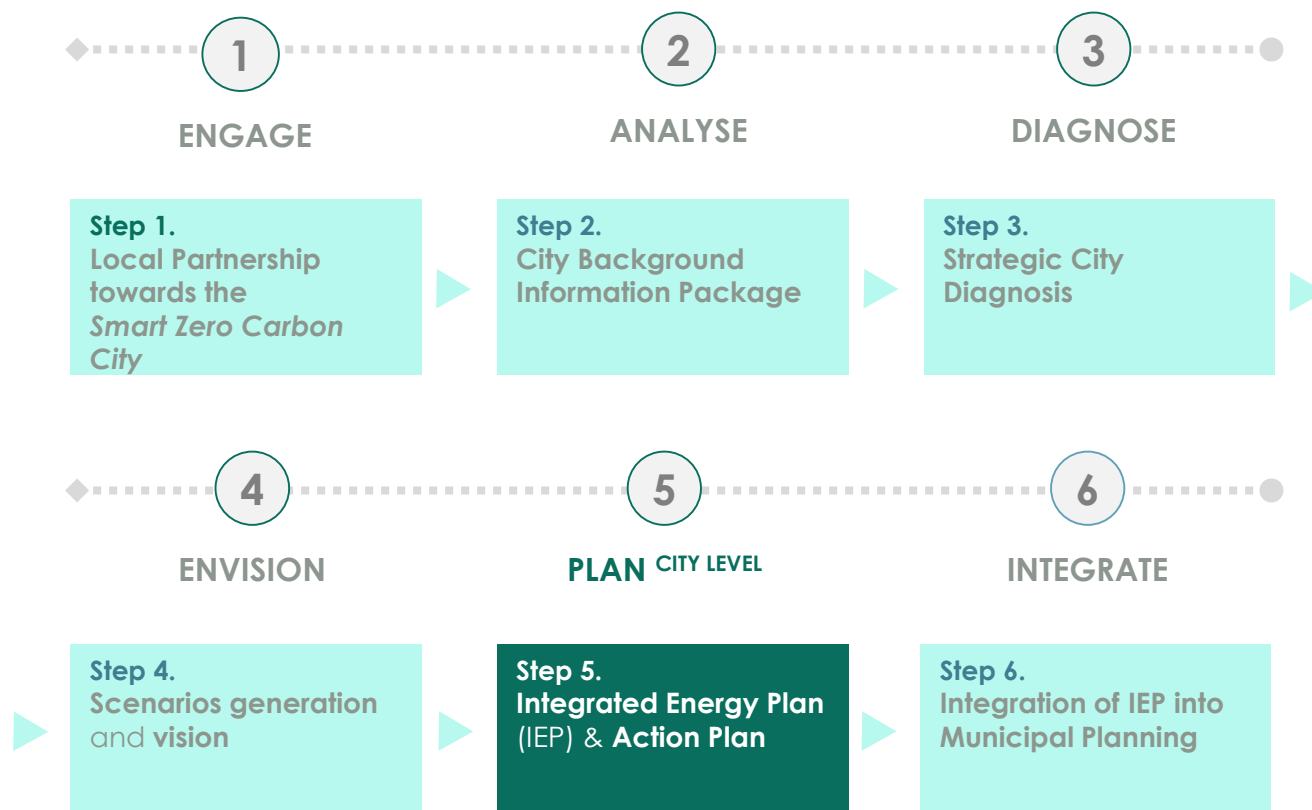 1
2
3
ENGAGE
ANALYSE
DIAGNOSE
Step 1.
Local Partnership
towards the
Smart Zero Carbon
City
Step 2.
City Background
Information Package
Step 3.
Strategic City
Diagnosis
4
5
6
ENVISION
PLAN CITY LEVEL
INTEGRATE
Step 4.
Scenarios generation
and vision
Step 5.
Integrated Energy Plan
(IEP) & Action Plan
Step 6.
Integration of IEP into
Municipal Planning